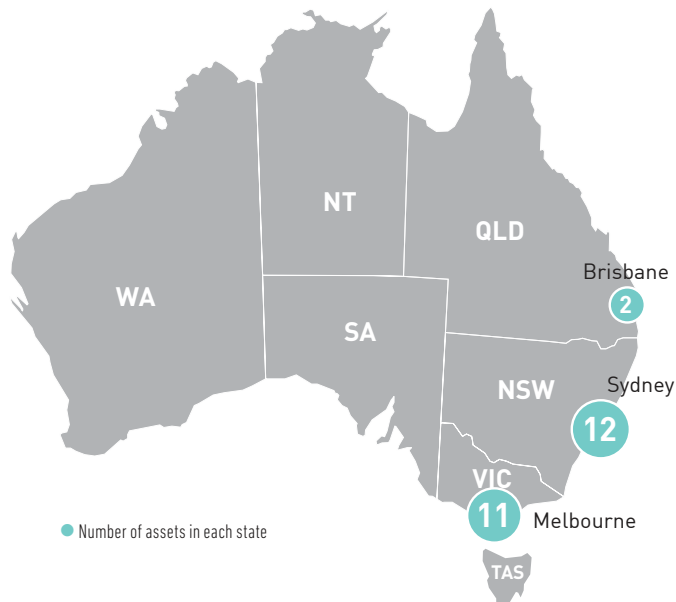 NT
QLD
Brisbane
2
WA
SA
NSW
Sydney
12
VIC
11
Melbourne
Number of assets in each state
TAS